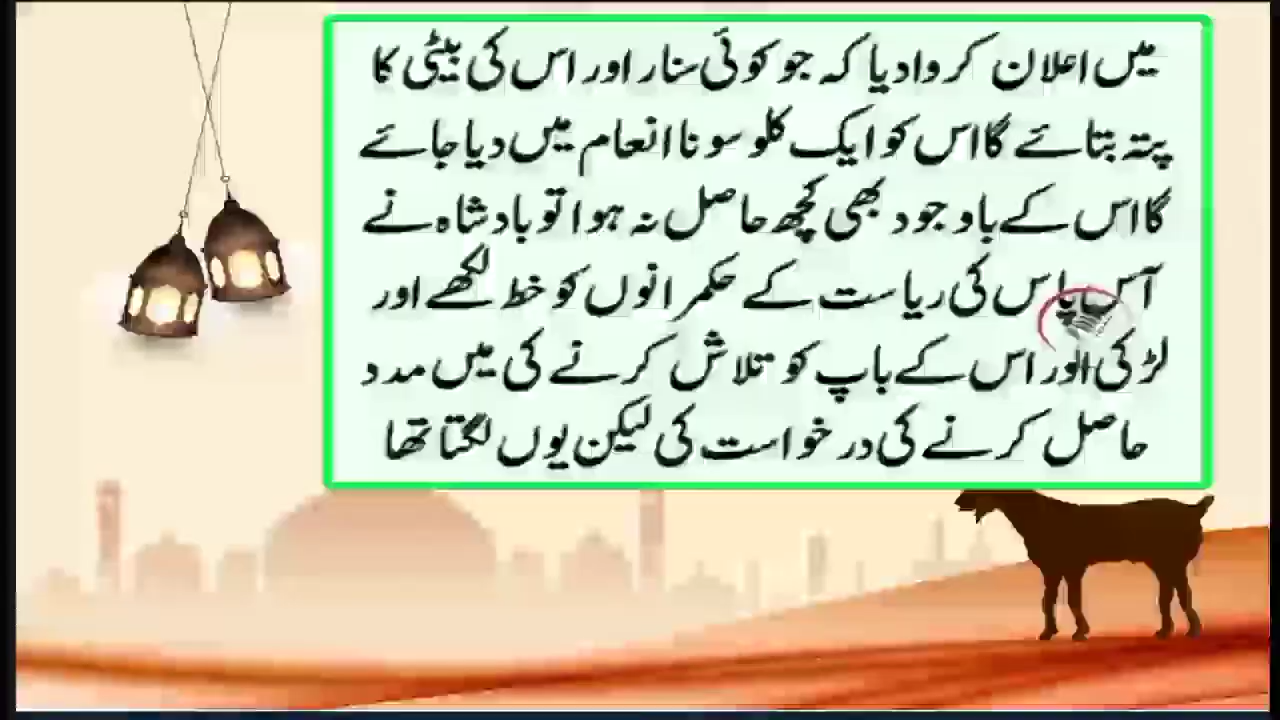 میں اعلان کروا دیا کہ جو کوئی سنار اور اس کی بیٹی کا
پتہ بتائے گا اس کو ایک کلو سونا انعام میں دیا جائے
گا اس کے باوجود بھی کچھ حاصل نہ ہوا تو بادشاہ نے
آس پاس کی ریاست کے حکمرانوں کو خط لکھے اور
لڑکی اور اس کے باپ کو تلاش کرنے کی میں مدد
حاصل کرنے کی درخواست کی لیکن یوں لگتا تھا